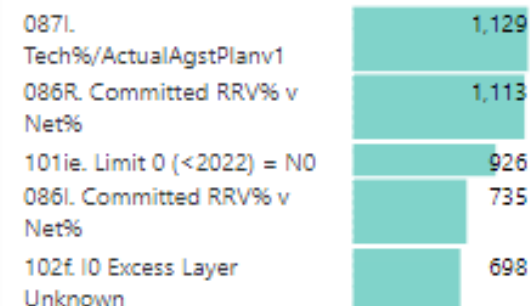 087I. 1,129
Tech%/ActualAgstPlanv1
086R. Committed RRV% v 1,113
Net%
101ie. Limit 0 (<2022) = N0 926
086I. Committed RRV% v 735
Net%
102f. I0 Excess Layer 698
Unknown